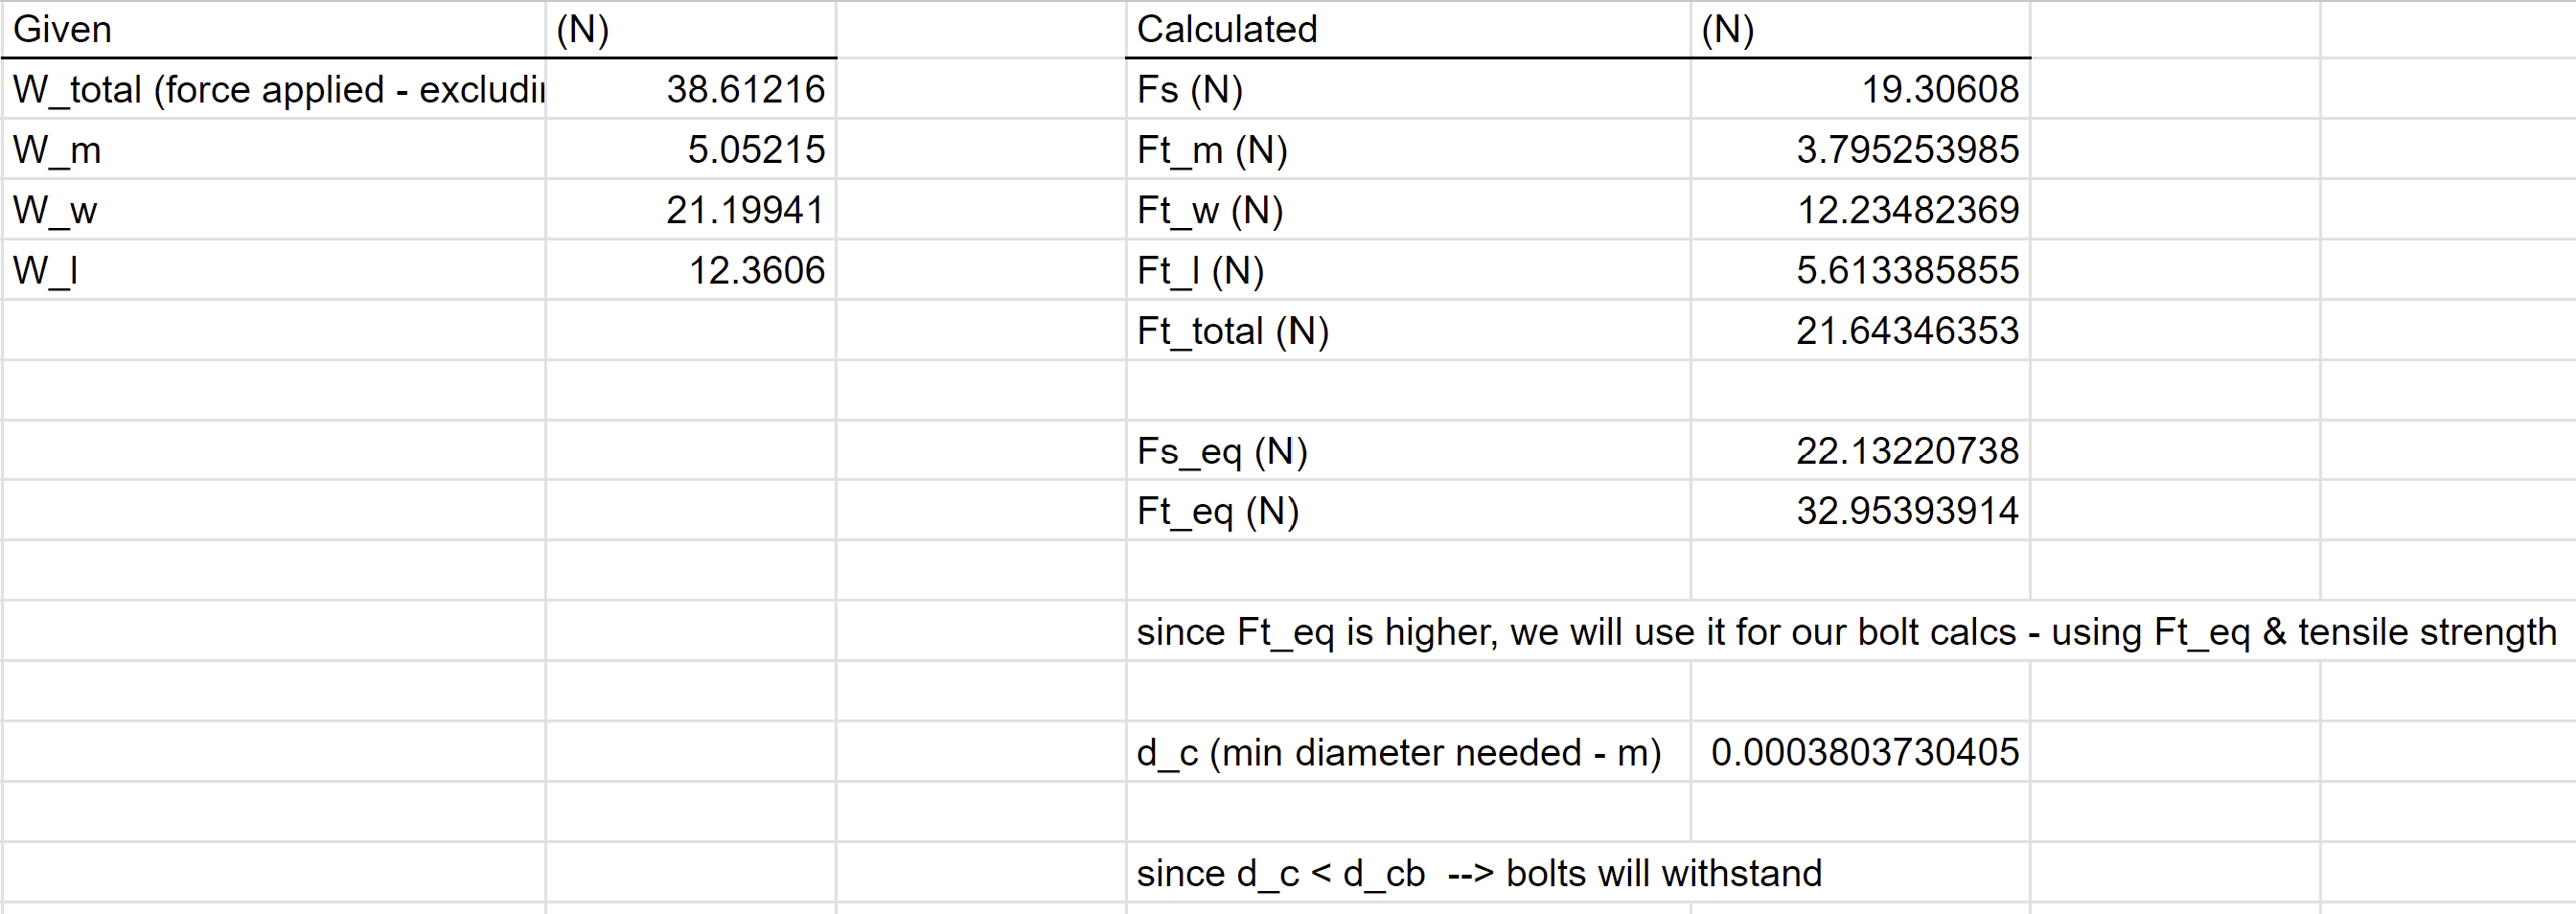 Given (N) Calculated (N)
W_total (force applied - excludi 38.61216 Fs (N) 19.30608
W_m 5.05215 Ft_m (N) 3.795253985
W_w 21.19941 Ft_w (N) 12.23482369
W_l 12.3606 Ft_l (N) 5.613385855
Ft_total (N) 21.64346353
Fs_eq (N) 22.13220738
Ft_eq (N) 32.95393914
since Ft_eq is higher, we will use it for our bolt calcs - using Ft_eq & tensile strength
d_c (min diameter needed - m) 0.0003803730405
since d_c < d_cb --> bolts will withstand